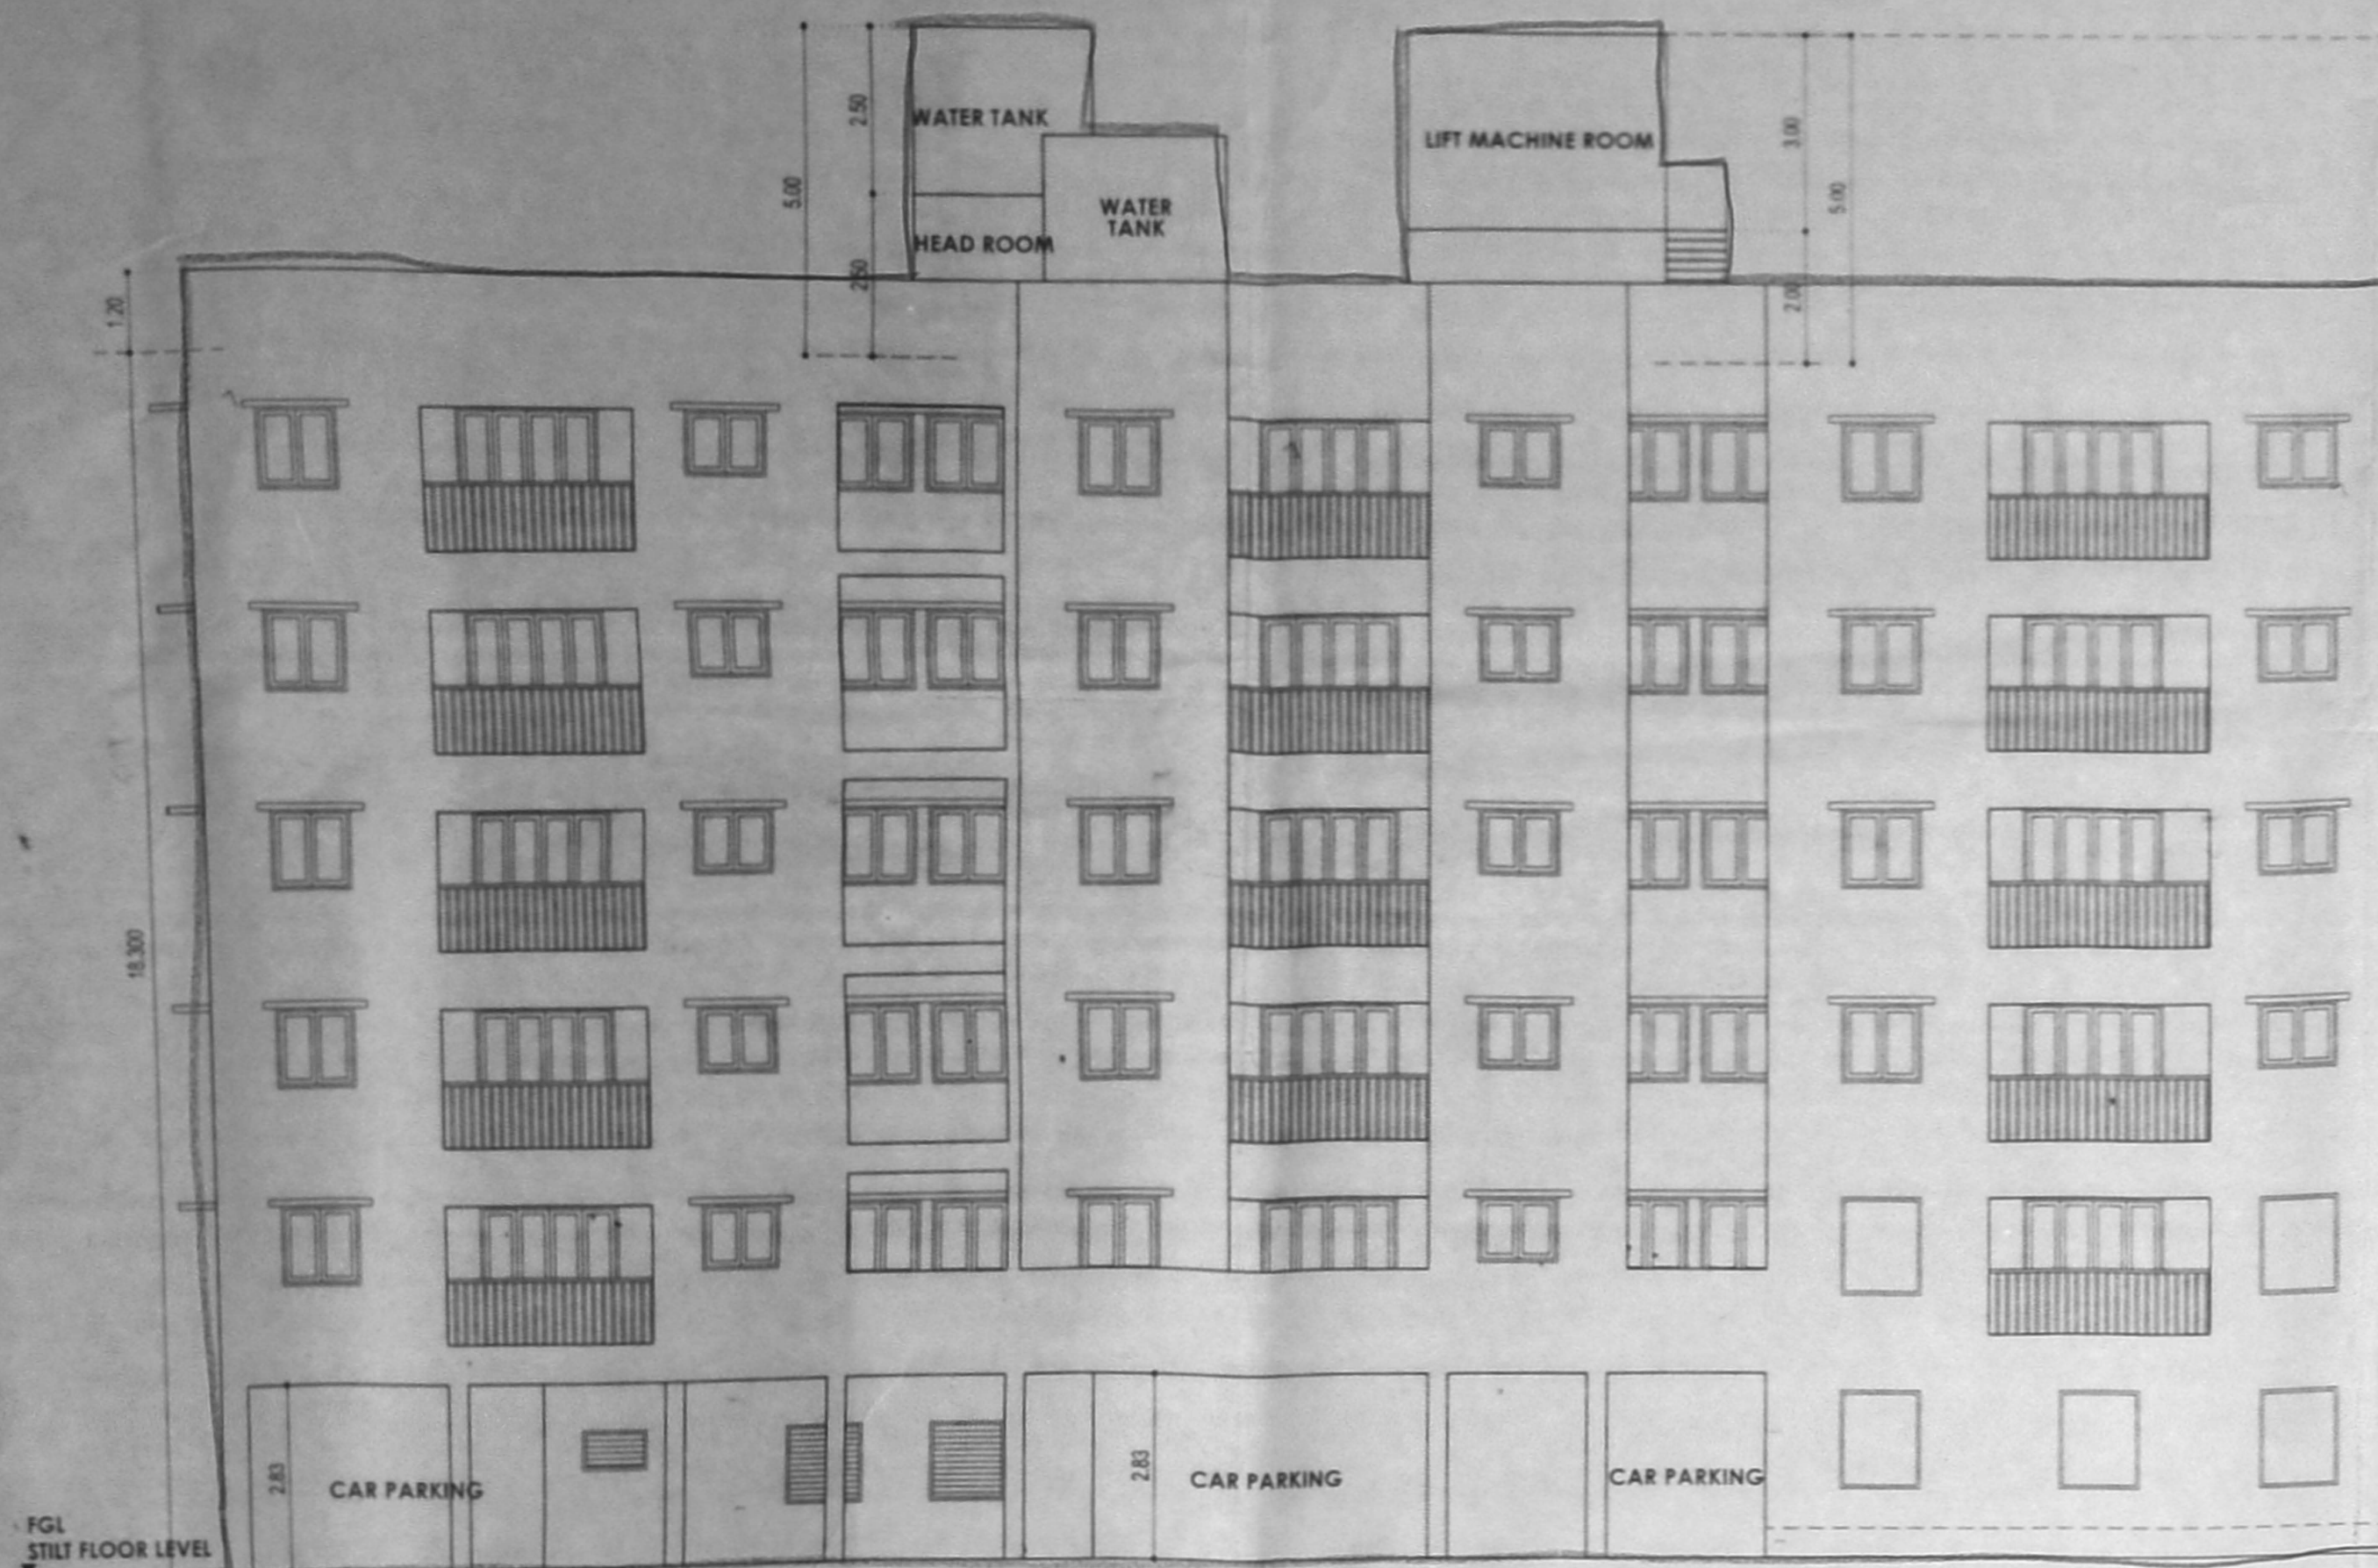 2.50
WATER TANK
LIFT MACHINE ROOM
3.00
5.00
WATER
TANK
5.00
HEAD ROOM
2.50
1.20
2.00
18.300
2.83
CAR PARKING
2.83
CAR PARKING
CAR PARKING
FGL
STILT FLOOR LEVEL